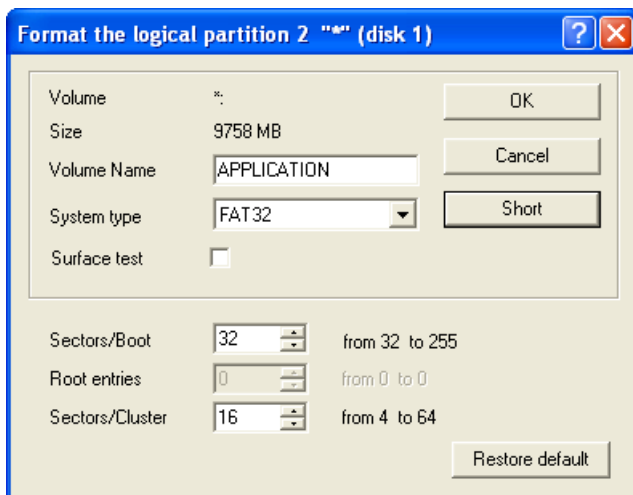 Format the logical partition 2 "*" (disk 1)
Volume *: OK
Size 9758 MB
Volume Name APPLICATION Cancel
System type FAT32 Short
Surface test
Sectors/Boot 32 from 32 to 255
Root entries 0 from 0 to 0
Sectors/Cluster 16 from 4 to 64
Restore default